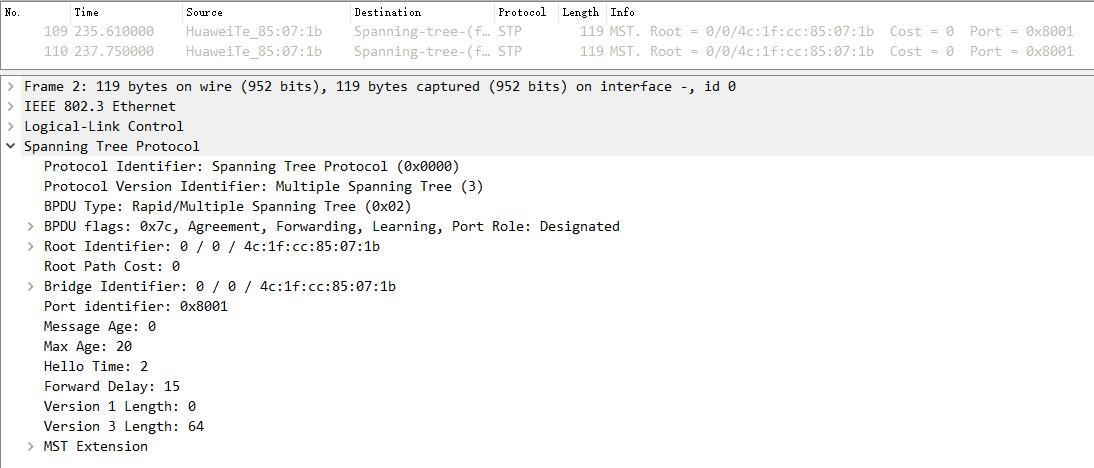 No. Time Source Destination Protocol Length Info
109 235.610000 HuaweiTe_85:07:1b Spanning-tree-(f… STP 119 MST. Root = 0/0/4c:1f:cc:85:07:1b Cost = 0 Port = 0x8001
110 237.750000 HuaweiTe_85:07:1b Spanning-tree-(f… STP 119 MST. Root = 0/0/4c:1f:cc:85:07:1b Cost = 0 Port = 0x8001
Frame 2: 119 bytes on wire (952 bits), 119 bytes captured (952 bits) on interface -, id 0
IEEE 802.3 Ethernet
Logical-Link Control
Spanning Tree Protocol
Protocol Identifier: Spanning Tree Protocol (0x0000)
Protocol Version Identifier: Multiple Spanning Tree (3)
BPDU Type: Rapid/Multiple Spanning Tree (0x02)
BPDU flags: 0x7c, Agreement, Forwarding, Learning, Port Role: Designated
Root Identifier: 0 / 0 / 4c:1f:cc:85:07:1b
Root Path Cost: 0
Bridge Identifier: 0 / 0 / 4c:1f:cc:85:07:1b
Port identifier: 0x8001
Message Age: 0
Max Age: 20
Hello Time: 2
Forward Delay: 15
Version 1 Length: 0
Version 3 Length: 64
MST Extension